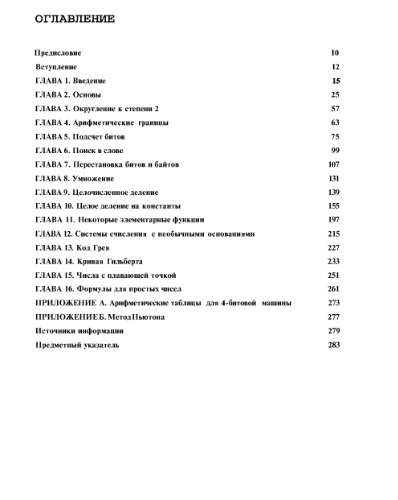 ОГЛАВЛЕНИЕ
Предисловие 10
Вступление 12
ГЛАВА 1. Введение 15
ГЛАВА 2. Основы 25
ГЛАВА 3. Округление к степени 2 57
ГЛАВА 4. Арифметические границы 63
ГЛАВА 5. Подсчет битов 75
ГЛАВА 6. Поиск в слове 99
ГЛАВА 7. Перестановка битов и байтов 107
ГЛАВА 8. Умножение 131
ГЛАВА 9. Целочисленное деление 139
ГЛАВА 10. Целое деление на константы 155
ГЛАВА 11. Некоторые элементарные функции 197
ГЛАВА 12. Системы счисления с необычными основаниями 215
ГЛАВА 13. Код Грея 227
ГЛАВА 14. Кривая Гильберта 233
ГЛАВА 15. Числа с плавающей точкой 251
ГЛАВА 16. Формулы для простых чисел 261
ПРИЛОЖЕНИЕ А. Арифметические таблицы для 4-битовой машины 273
ПРИЛОЖЕНИЕ Б. Метод Ньютона 277
Источники информации 279
Предметный указатель 283